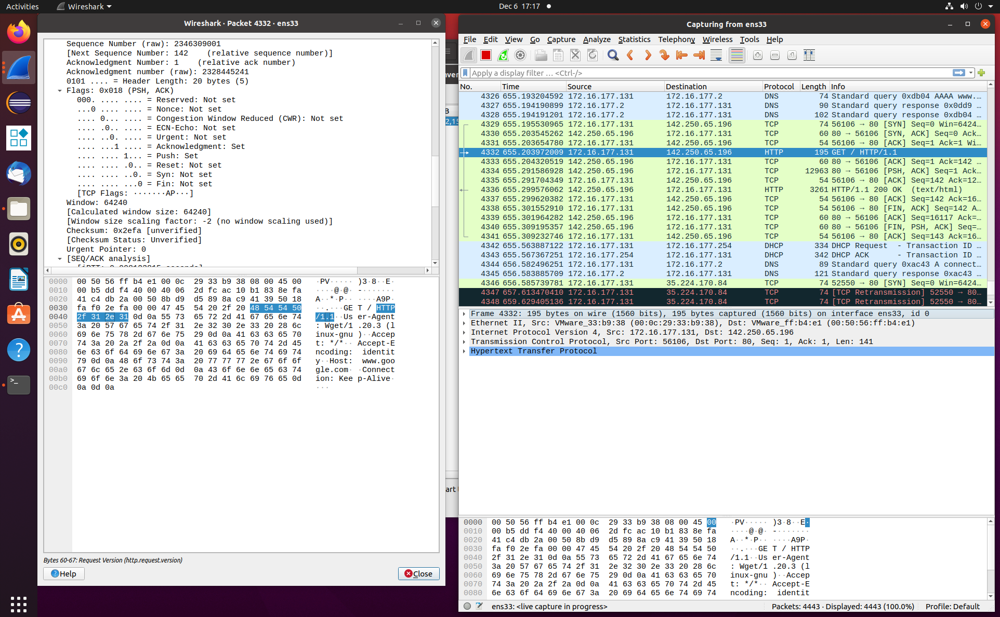 Activities
Wireshark
Dec 6 17:17
Wireshark · Packet 4332 · ens33
Sequence Number (raw): 2346309001
[Next Sequence Number: 142    (relative sequence number)]
Acknowledgment Number: 1    (relative ack number)
Acknowledgment number (raw): 2328445241
0101 .... = Header Length: 20 bytes (5)
Flags: 0x018 (PSH, ACK)
000. .... .... = Reserved: Not set
...0 .... .... = Nonce: Not set
.... 0... .... = Congestion Window Reduced (CWR): Not set
.... .0.. .... = ECN-Echo: Not set
.... ..0. .... = Urgent: Not set
.... ...1 .... = Acknowledgment: Set
.... .... 1... = Push: Set
.... .... .0.. = Reset: Not set
.... .... ..0. = Syn: Not set
.... .... ...0 = Fin: Not set
[TCP Flags: ·······AP···]
Window: 64240
[Calculated window size: 64240]
[Window size scaling factor: -2 (no window scaling used)]
Checksum: 0x2efa [unverified]
[Checksum Status: Unverified]
Urgent Pointer: 0
[SEQ/ACK analysis]
0000 00 50 56 ff b4 e1 00 0c 29 33 b9 38 08 00 45 00 ·PV····· )3·8··E·
0010 00 b5 dd f4 40 00 40 06 2d fc ac 10 b1 83 8e fa ····@·@· -·······
0020 41 c4 db 2a 00 50 8b d9 d5 89 8a c9 41 39 50 18 A··*·P·· ····A9P·
0030 fa f0 2e fa 00 00 47 45 54 20 2f 20 48 54 54 50 ··.···GE T / HTTP
0040 2f 31 2e 31 0d 0a 55 73 65 72 2d 41 67 65 6e 74 /1.1··Us er-Agent
0050 3a 20 57 67 65 74 2f 31 2e 32 30 2e 33 20 28 6c : Wget/1 .20.3 (l
0060 69 6e 75 78 2d 67 6e 75 29 0d 0a 41 63 63 65 70 inux-gnu )··Accep
0070 74 3a 20 2a 2f 2a 0d 0a 41 63 63 65 70 74 2d 45 t: */*·· Accept-E
0080 6e 63 6f 64 69 6e 67 3a 20 69 64 65 6e 74 69 74 ncoding: identit
0090 79 0d 0a 48 6f 73 74 3a 20 77 77 77 2e 67 6f 6f y··Host: www.goo
00a0 67 6c 65 2e 63 6f 6d 0d 0a 43 6f 6e 6e 65 63 74 gle.com· ·Connect
00b0 69 6f 6e 3a 20 4b 65 65 70 2d 41 6c 69 76 65 0d ion: Kee p-Alive·
00c0 0a 0d 0a ···
Bytes 60-67: Request Version (http.request.version)
Help
Close
Capturing from ens33
File Edit View Go Capture Analyze Statistics Telephony Wireless Tools Help
Apply a display filter … <Ctrl-/>
No. Time Source Destination Protocol Length Info
4326 655.193204592 172.16.177.131 172.16.177.2 DNS 74 Standard query 0xdb04 AAAA www.…
4327 655.194190899 172.16.177.2 172.16.177.131 DNS 90 Standard query response 0x0dd9 …
4328 655.194191201 172.16.177.2 172.16.177.131 DNS 102 Standard query response 0xdb04 …
4329 655.195530965 172.16.177.131 142.250.65.196 TCP 74 56106 → 80 [SYN] Seq=0 Win=6424…
4330 655.203545262 142.250.65.196 172.16.177.131 TCP 60 80 → 56106 [SYN, ACK] Seq=0 Ack…
4331 655.203654780 172.16.177.131 142.250.65.196 TCP 54 56106 → 80 [ACK] Seq=1 Ack=1 Wi…
4332 655.203972009 172.16.177.131 142.250.65.196 HTTP 195 GET / HTTP/1.1
4333 655.204320519 142.250.65.196 172.16.177.131 TCP 60 80 → 56106 [ACK] Seq=1 Ack=142 …
4334 655.291586928 142.250.65.196 172.16.177.131 TCP 12963 80 → 56106 [PSH, ACK] Seq=1 Ack…
4335 655.291704349 172.16.177.131 142.250.65.196 TCP 54 56106 → 80 [ACK] Seq=142 Ack=12…
4336 655.299576062 142.250.65.196 172.16.177.131 HTTP 3261 HTTP/1.1 200 OK  (text/html)
4337 655.299620383 172.16.177.131 142.250.65.196 TCP 54 56106 → 80 [ACK] Seq=142 Ack=16…
4338 655.301552910 172.16.177.131 142.250.65.196 TCP 54 56106 → 80 [FIN, ACK] Seq=142 A…
4339 655.301964282 142.250.65.196 172.16.177.131 TCP 60 80 → 56106 [ACK] Seq=16117 Ack=…
4340 655.309195357 142.250.65.196 172.16.177.131 TCP 60 80 → 56106 [FIN, PSH, ACK] Seq=…
4341 655.309232746 172.16.177.131 142.250.65.196 TCP 54 56106 → 80 [ACK] Seq=143 Ack=16…
4342 655.563887122 172.16.177.131 172.16.177.254 DHCP 334 DHCP Request  - Transaction ID …
4343 655.567367251 172.16.177.254 172.16.177.131 DHCP 342 DHCP ACK      - Transaction ID …
4344 656.582496251 172.16.177.131 172.16.177.2 DNS 89 Standard query 0xac43 A connect…
4345 656.583885709 172.16.177.2 172.16.177.131 DNS 121 Standard query response 0xac43 …
4346 656.585739781 172.16.177.131 35.224.170.84 TCP 74 52550 → 80 [SYN] Seq=0 Win=6424…
4347 657.613470410 172.16.177.131 35.224.170.84 TCP 74 [TCP Retransmission] 52550 → 80…
4348 659.629405136 172.16.177.131 35.224.170.84 TCP 74 [TCP Retransmission] 52550 → 80…
Frame 4332: 195 bytes on wire (1560 bits), 195 bytes captured (1560 bits) on interface ens33, id 0
Ethernet II, Src: VMware_33:b9:38 (00:0c:29:33:b9:38), Dst: VMware_ff:b4:e1 (00:50:56:ff:b4:e1)
Internet Protocol Version 4, Src: 172.16.177.131, Dst: 142.250.65.196
Transmission Control Protocol, Src Port: 56106, Dst Port: 80, Seq: 1, Ack: 1, Len: 141
Hypertext Transfer Protocol
0000 00 50 56 ff b4 e1 00 0c 29 33 b9 38 08 00 45 00 ·PV····· )3·8··E·
0010 00 b5 dd f4 40 00 40 06 2d fc ac 10 b1 83 8e fa ····@·@· -·······
0020 41 c4 db 2a 00 50 8b d9 d5 89 8a c9 41 39 50 18 A··*·P·· ····A9P·
0030 fa f0 2e fa 00 00 47 45 54 20 2f 20 48 54 54 50 ··.···GE T / HTTP
0040 2f 31 2e 31 0d 0a 55 73 65 72 2d 41 67 65 6e 74 /1.1··Us er-Agent
0050 3a 20 57 67 65 74 2f 31 2e 32 30 2e 33 20 28 6c : Wget/1 .20.3 (l
0060 69 6e 75 78 2d 67 6e 75 29 0d 0a 41 63 63 65 70 inux-gnu )··Accep
0070 74 3a 20 2a 2f 2a 0d 0a 41 63 63 65 70 74 2d 45 t: */*·· Accept-E
0080 6e 63 6f 64 69 6e 67 3a 20 69 64 65 6e 74 69 74 ncoding: identit
ens33: <live capture in progress>
Packets: 4443 · Displayed: 4443 (100.0%)
Profile: Default